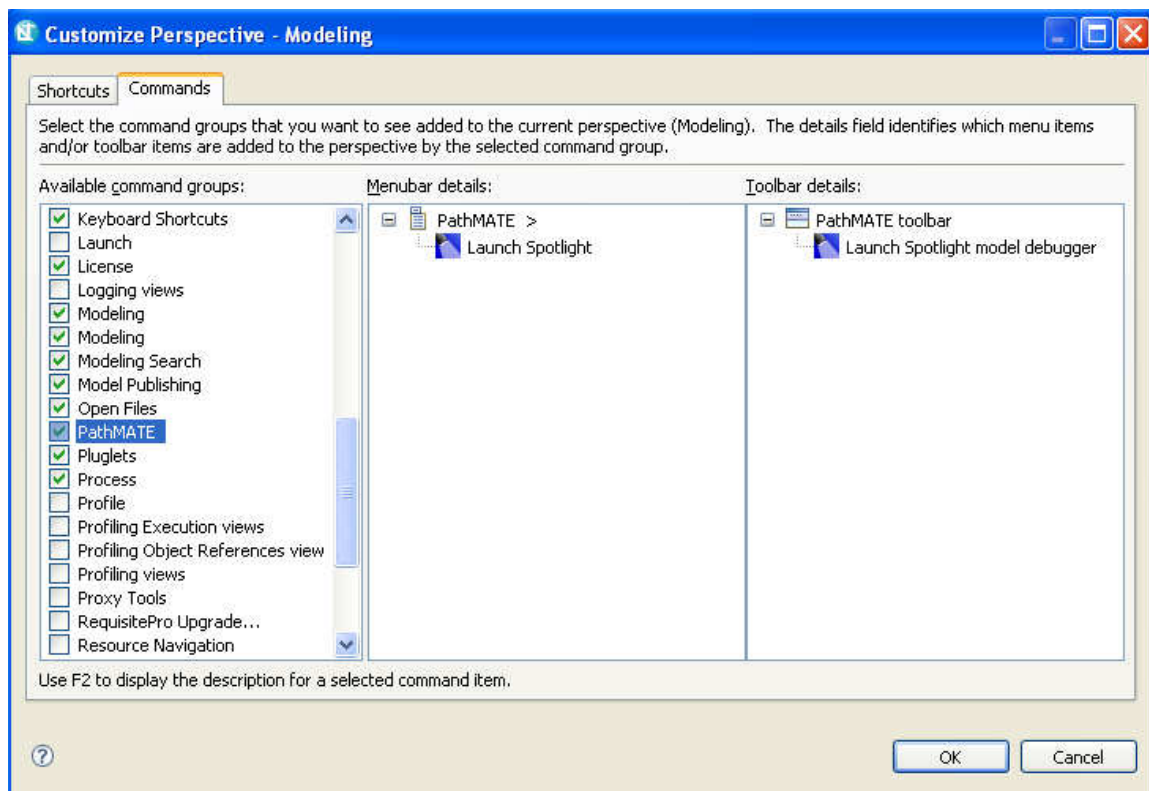 Customize Perspective - Modeling
Shortcuts
Commands
Select the command groups that you want to see added to the current perspective (Modeling). The details field identifies which menu items
and/or toolbar items are added to the perspective by the selected command group.
Available command groups:
Keyboard Shortcuts
Launch
License
Logging views
Modeling
Modeling
Modeling Search
Model Publishing
Open Files
PathMATE
Pluglets
Process
Profile
Profiling Execution views
Profiling Object References view
Profiling views
Proxy Tools
RequisitePro Upgrade...
Resource Navigation
Menubar details:
PathMATE >
Launch Spotlight
Toolbar details:
PathMATE toolbar
Launch Spotlight model debugger
Use F2 to display the description for a selected command item.
?
OK
Cancel